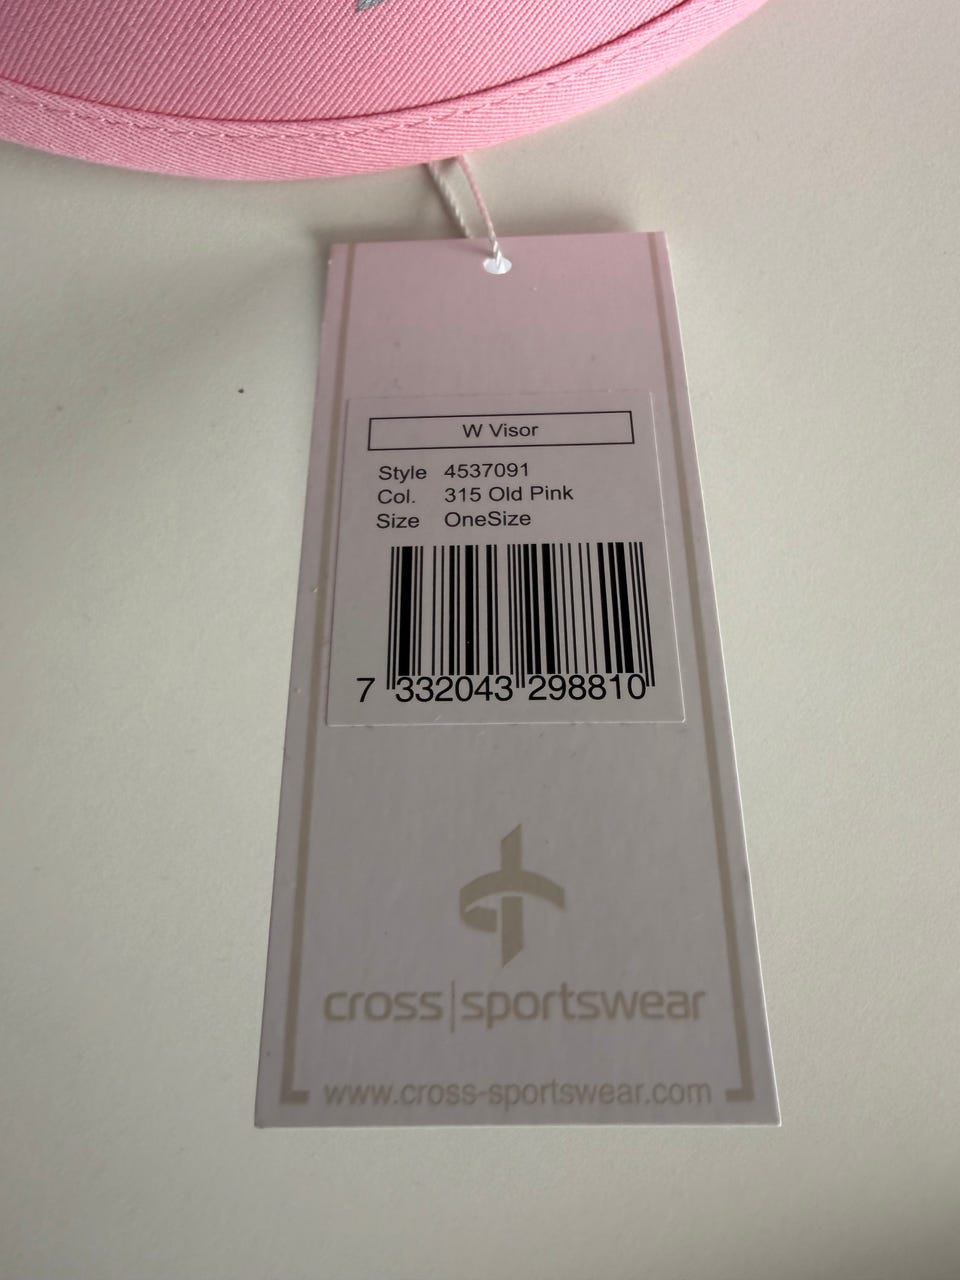 W Visor
Style 4537091
Col. 315 Old Pink
Size OneSize
7 332043 298810
cross|sportswear
www.cross-sportswear.com